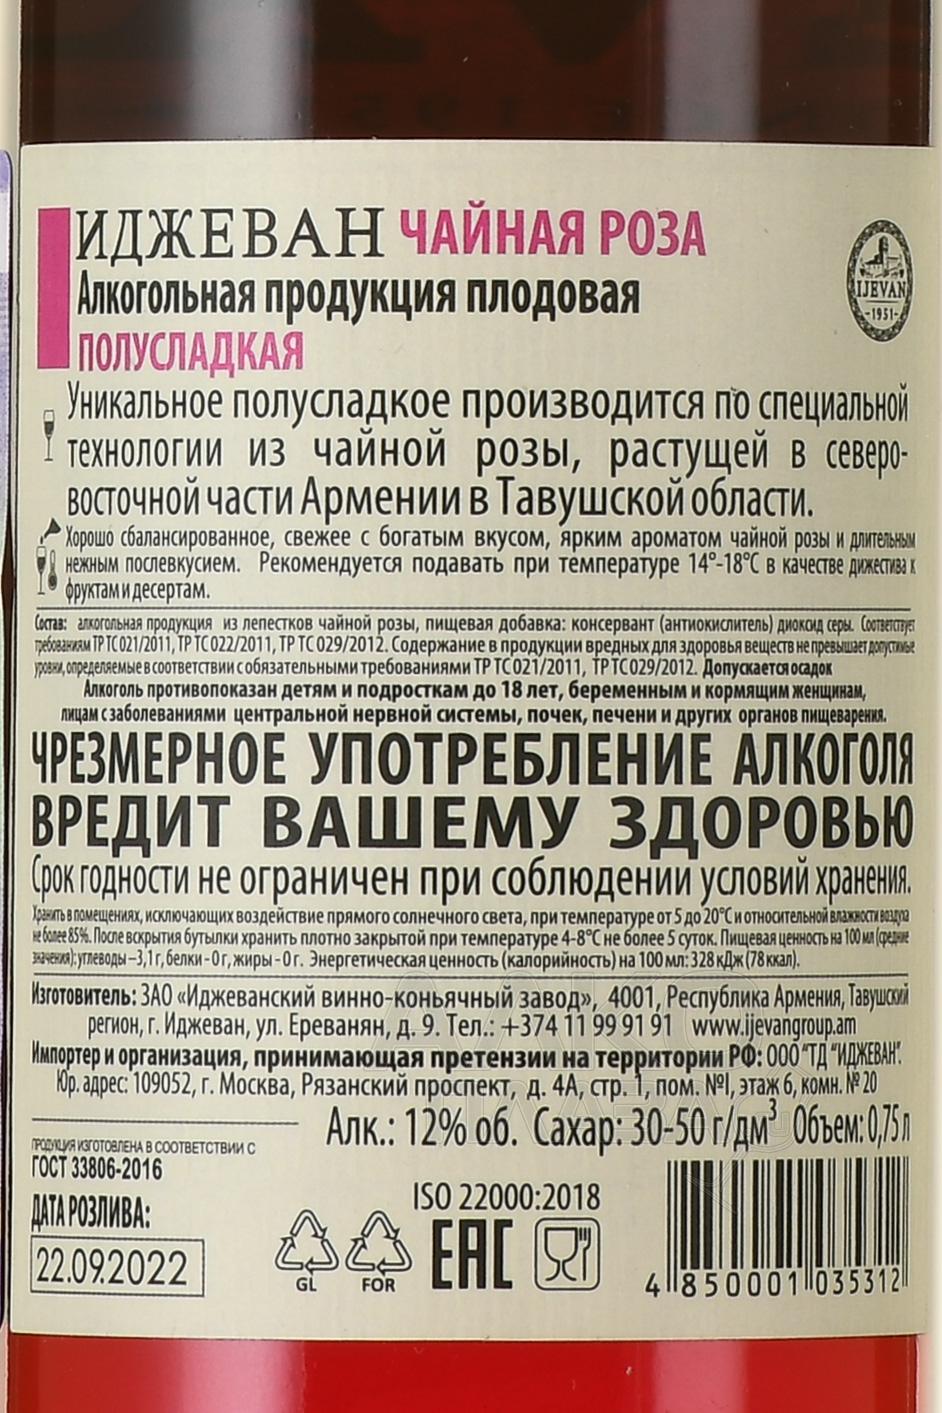 ИДЖЕВАН ЧАЙНАЯ РОЗА
Алкогольная продукция плодовая
ПОЛУСЛАДКАЯ
IJEVAN
-1951-
Уникальное полусладкое производится по специальной
технологии из чайной розы, растущей в северо-
восточной части Армении в Тавушской области.
Хорошо сбалансированное, свежее с богатым вкусом, ярким ароматом чайной розы и длительным
нежным послевкусием. Рекомендуется подавать при температуре 14°-18°С в качестве дижестива к
фруктам и десертам.
Состав: алкогольная продукция из лепестков чайной розы, пищевая добавка: консервант (антиокислитель) диоксид серы. Соответствует
требованиям ТР ТС 021/2011, ТР ТС 022/2011, ТР ТС 029/2012. Содержание в продукции вредных для здоровья веществ не превышает допустимые
уровни, определяемые в соответствии с обязательными требованиями ТР ТС 021/2011, ТР ТС 029/2012. Допускается осадок
Алкоголь противопоказан детям и подросткам до 18 лет, беременным и кормящим женщинам,
лицам с заболеваниями центральной нервной системы, почек, печени и других органов пищеварения.
ЧРЕЗМЕРНОЕ УПОТРЕБЛЕНИЕ АЛКОГОЛЯ
ВРЕДИТ ВАШЕМУ ЗДОРОВЬЮ
Срок годности не ограничен при соблюдении условий хранения.
Хранить в помещениях, исключающих воздействие прямого солнечного света, при температуре от 5 до 20°С и относительной влажности воздуха
не более 85%. После вскрытия бутылки хранить плотно закрытой при температуре 4-8°С не более 5 суток. Пищевая ценность на 100 мл (средние
значения): углеводы – 3,1 г, белки - 0 г, жиры - 0 г. Энергетическая ценность (калорийность) на 100 мл: 328 кДж (78 ккал).
Изготовитель: ЗАО «Иджеванский винно-коньячный завод», 4001, Республика Армения, Тавушский
регион, г. Иджеван, ул. Ереванян, д. 9. Тел.: +374 11 99 91 91 www.ijevangroup.am
Импортер и организация, принимающая претензии на территории РФ: ООО "ТД "ИДЖЕВАН".
Юр. адрес: 109052, г. Москва, Рязанский проспект, д. 4А, стр. 1, пом. №I, этаж 6, комн. № 20
Алк.: 12% об. Сахар: 30-50 г/дм³ Объем: 0,75 л
ПРОДУКЦИЯ ИЗГОТОВЛЕНА В СООТВЕТСТВИИ С
ГОСТ 33806-2016
ISO 22000:2018
ДАТА РОЗЛИВА:
22.09.2022
GL
FOR
EAC
4 850001 035312